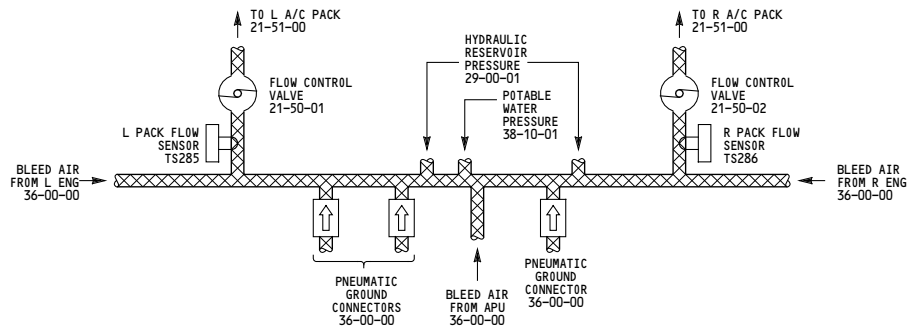 TO L A/C PACK
21-51-00
TO R A/C PACK
21-51-00
HYDRAULIC
RESERVOIR
PRESSURE
29-00-01
FLOW CONTROL
VALVE
21-50-01
POTABLE
WATER
PRESSURE
38-10-01
FLOW CONTROL
VALVE
21-50-02
L PACK FLOW
SENSOR
TS285
R PACK FLOW
SENSOR
TS286
BLEED AIR
FROM L ENG
36-00-00
BLEED AIR
FROM R ENG
36-00-00
PNEUMATIC
GROUND
CONNECTORS
36-00-00
BLEED AIR
FROM APU
36-00-00
PNEUMATIC
GROUND
CONNECTOR
36-00-00